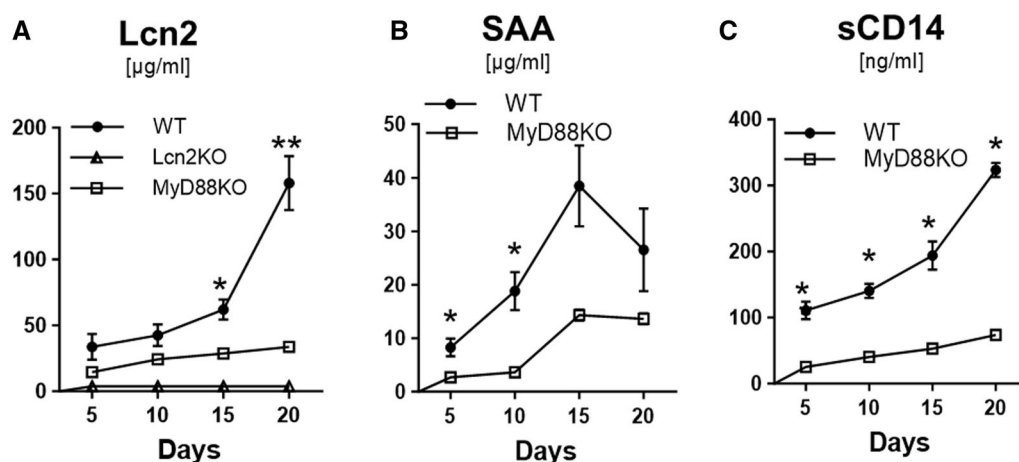 A
Lcn2
[µg/ml]
WT
Lcn2KO
MyD88KO
200
150
100
50
0
*
**
5 10 15 20
Days
B
SAA
[µg/ml]
WT
MyD88KO
50
40
30
20
10
0
*
*
5 10 15 20
Days
C
sCD14
[ng/ml]
WT
MyD88KO
400
300
200
100
0
*
*
*
*
5 10 15 20
Days